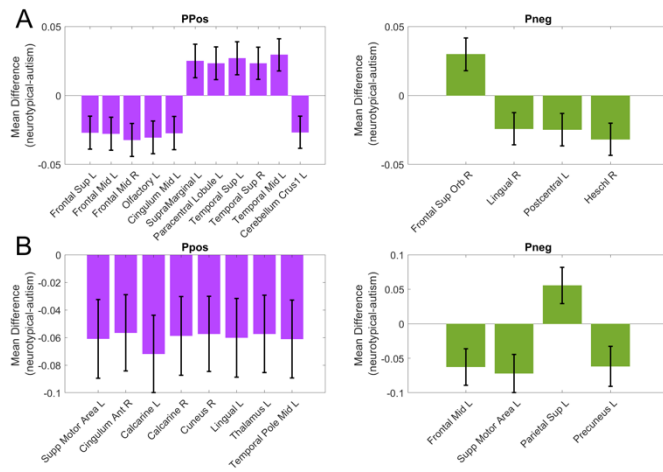 A
PPos
Mean Difference
(neurotypical-autism)
0.05
0
-0.05
Frontal Sup L
Frontal Mid L
Frontal Mid R
Olfactory L
Cingulum Mid L
SupraMarginal L
Paracentral Lobule L
Temporal Sup L
Temporal Sup R
Temporal Mid L
Cerebellum Crus1 L
Pneg
Mean Difference
(neurotypical-autism)
0.05
0
-0.05
Frontal Sup Orb R
Lingual R
Postcentral L
Heschl R
B
Ppos
Mean Difference
(neurotypical-autism)
0
-0.02
-0.04
-0.06
-0.08
-0.1
Supp Motor Area L
Cingulum Ant R
Calcarine L
Calcarine R
Cuneus R
Lingual L
Thalamus L
Temporal Pole Mid L
Pneg
Mean Difference
(neurotypical-autism)
0.1
0.05
0
-0.05
-0.1
Frontal Mid L
Supp Motor Area L
Parietal Sup L
Precuneus L